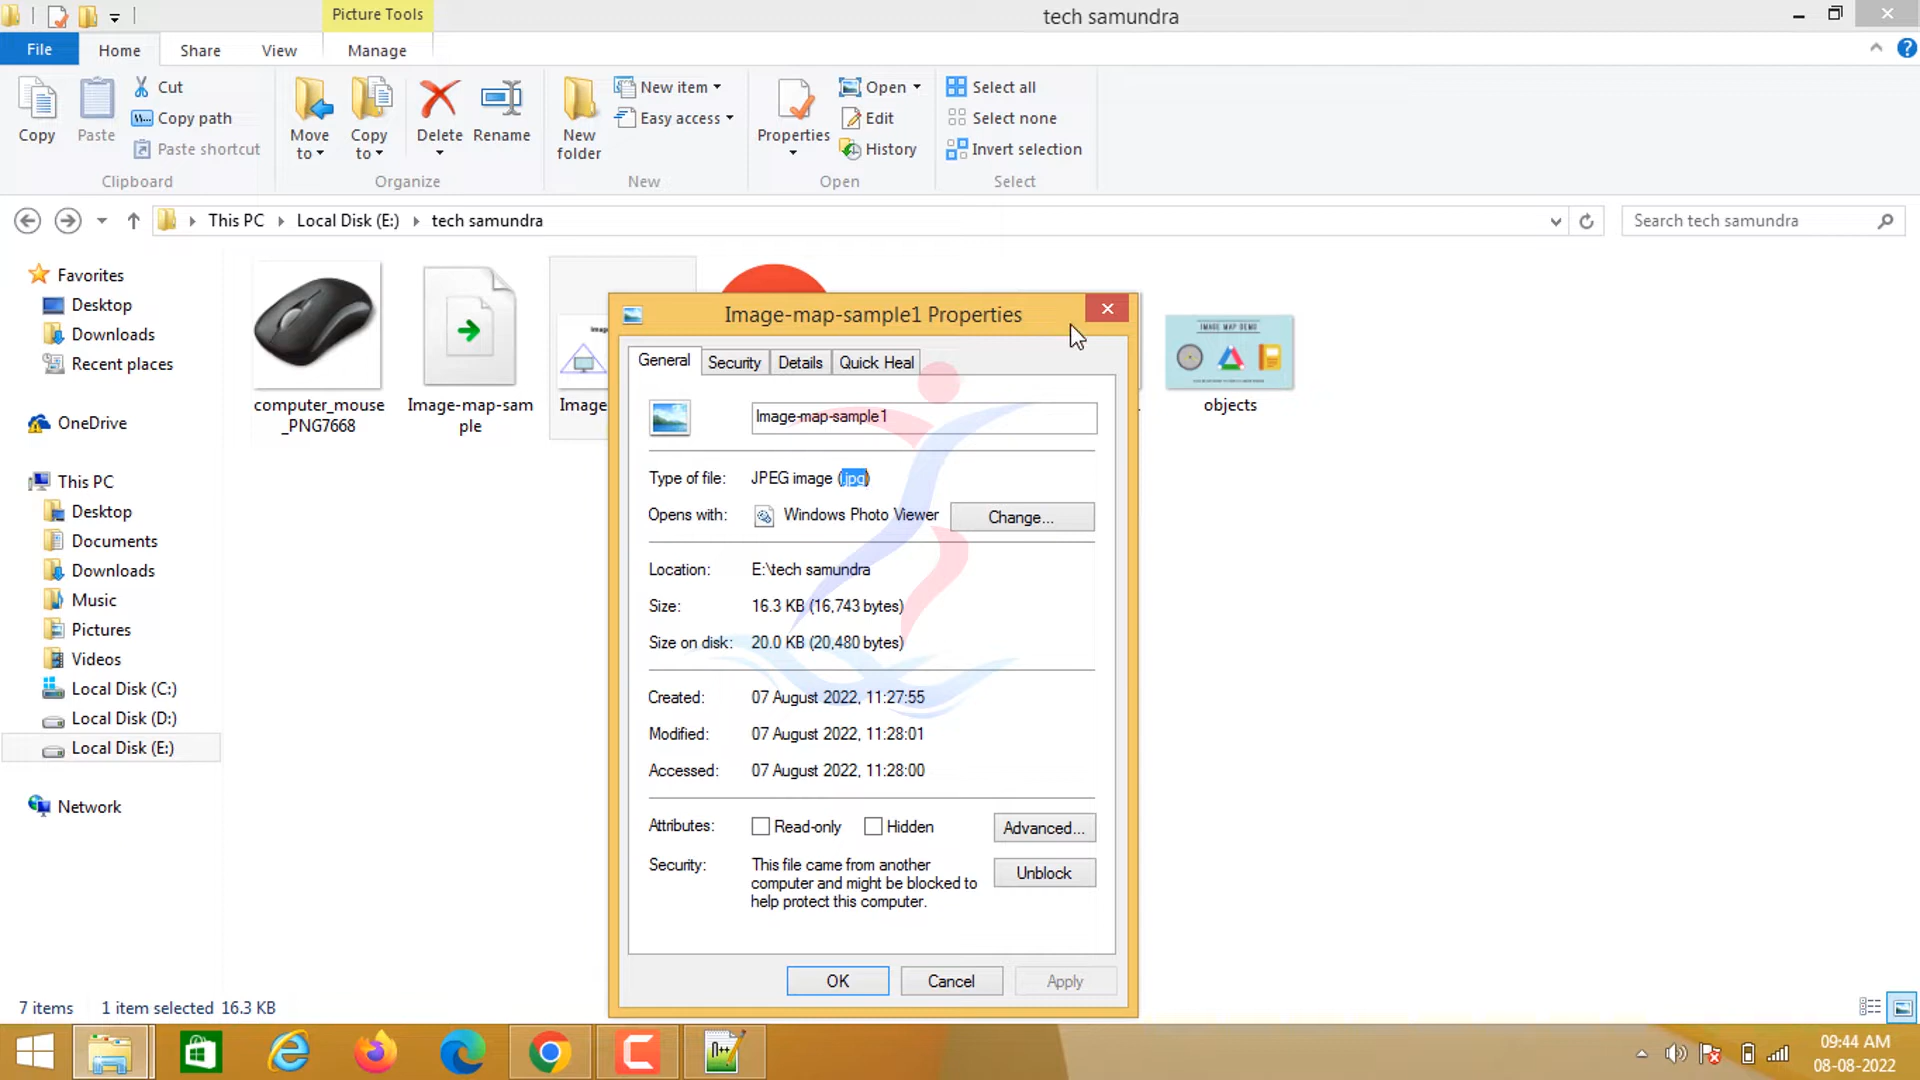 Picture Tools
tech samundra
File
Home
Share
View
Manage
Copy
Paste
Cut
Copy path
Paste shortcut
Clipboard
Move to
Copy to
Delete
Rename
Organize
New folder
New item
Easy access
New
Properties
Open
Edit
History
Open
Select all
Select none
Invert selection
Select
This PC
Local Disk (E:)
tech samundra
Search tech samundra
Favorites
Desktop
Downloads
Recent places
OneDrive
This PC
Desktop
Documents
Downloads
Music
Pictures
Videos
Local Disk (C:)
Local Disk (D:)
Local Disk (E:)
Network
computer_mouse
_PNG7668
Image-map-sam
ple
Image
IMAGE MAP DEMO
objects
Image-map-sample1 Properties
General
Security
Details
Quick Heal
Image-map-sample1
Type of file: JPEG image (.jpg)
Opens with: Windows Photo Viewer
Change...
Location: E:\tech samundra
Size: 16.3 KB (16,743 bytes)
Size on disk: 20.0 KB (20,480 bytes)
Created: 07 August 2022, 11:27:55
Modified: 07 August 2022, 11:28:01
Accessed: 07 August 2022, 11:28:00
Attributes: Read-only Hidden
Advanced...
Security: This file came from another
computer and might be blocked to
help protect this computer.
Unblock
OK
Cancel
Apply
7 items 1 item selected 16.3 KB
09:44 AM
08-08-2022